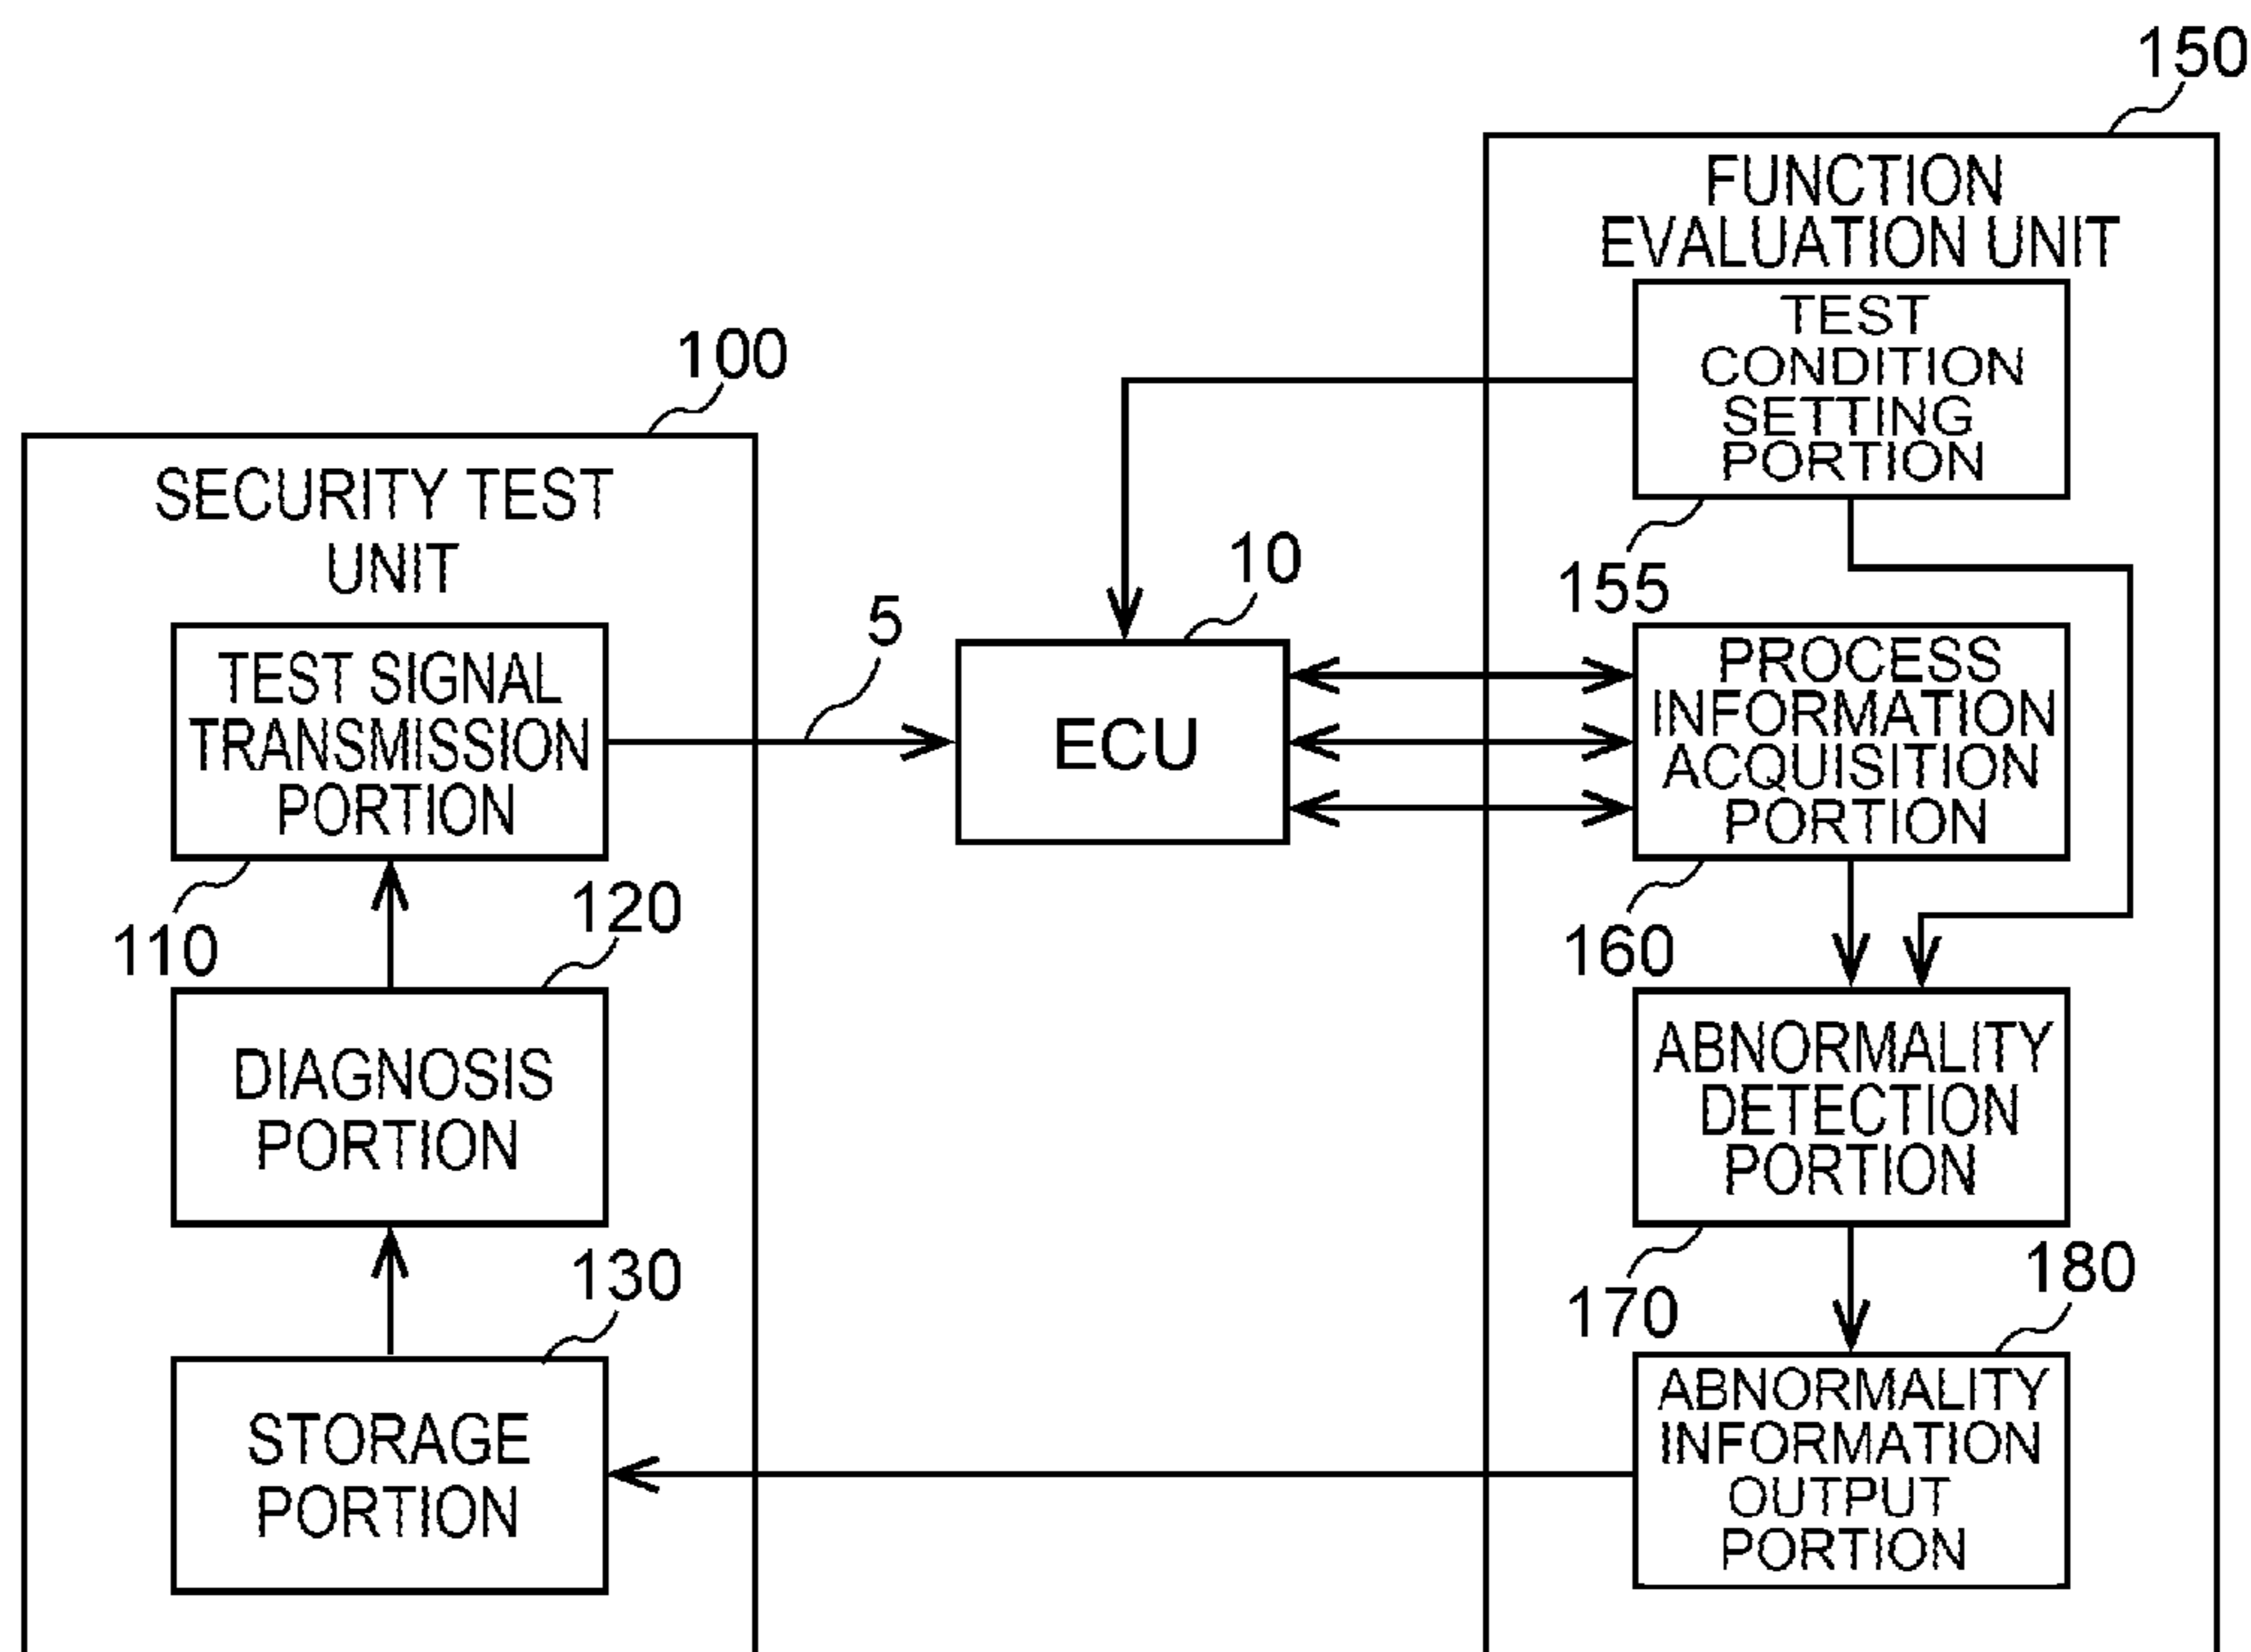 150
FUNCTION
EVALUATION UNIT
TEST
CONDITION
SETTING
PORTION
155
100
SECURITY TEST
UNIT
TEST SIGNAL
TRANSMISSION
PORTION
110
5
10
ECU
PROCESS
INFORMATION
ACQUISITION
PORTION
160
120
DIAGNOSIS
PORTION
ABNORMALITY
DETECTION
PORTION
170
130
STORAGE
PORTION
180
ABNORMALITY
INFORMATION
OUTPUT
PORTION